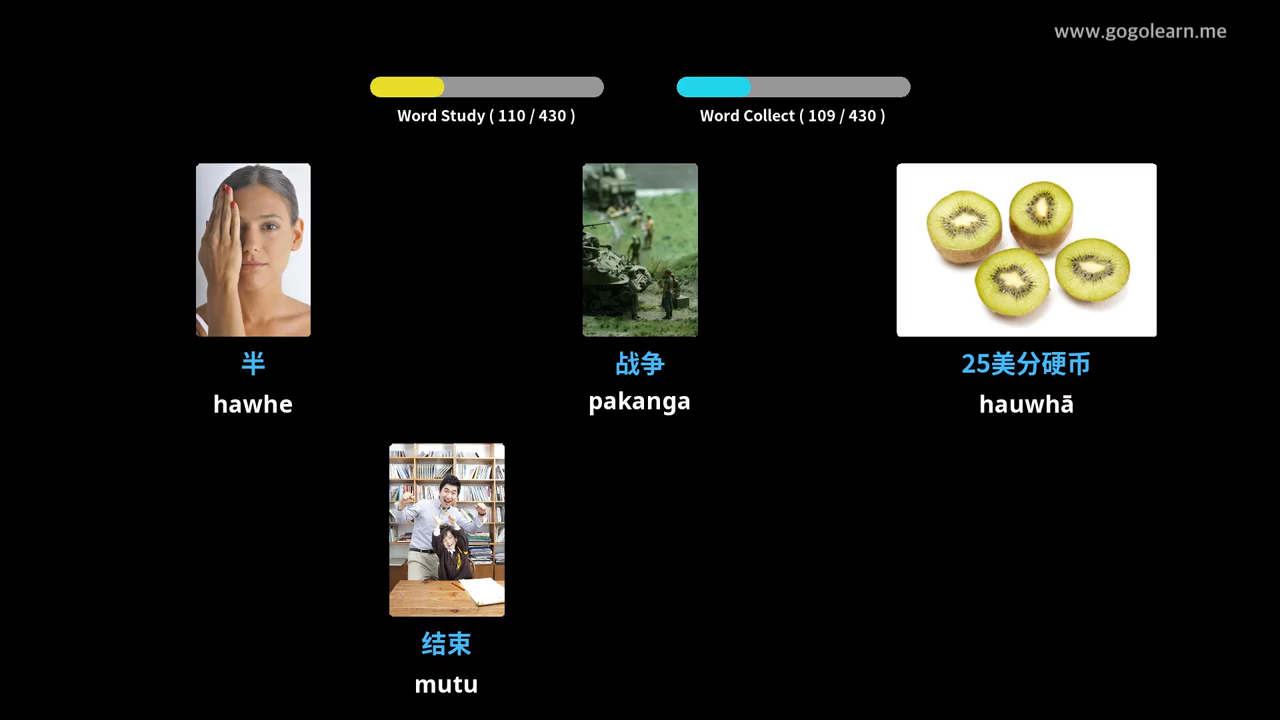 www.gogolearn.me
Word Study ( 110 / 430 )
Word Collect ( 109 / 430 )
半
hawhe
战争
pakanga
25美分硬币
hauwhā
结束
mutu